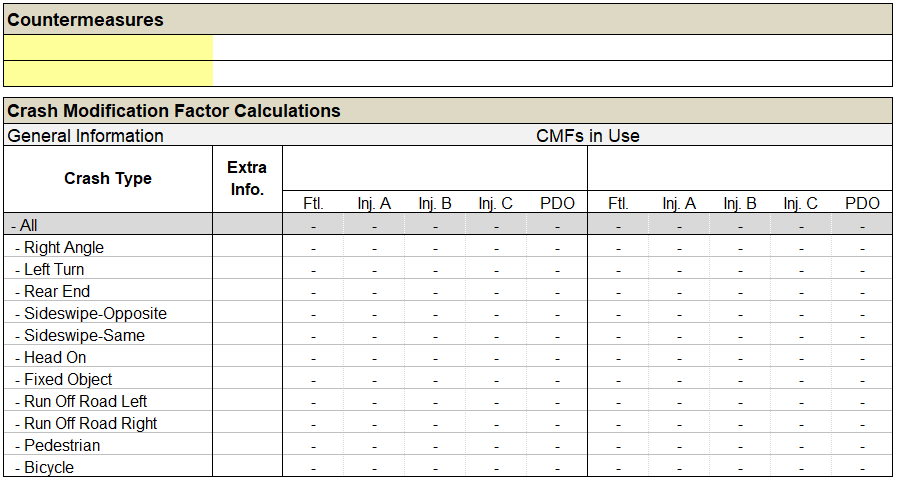 Countermeasures
Crash Modification Factor Calculations
General Information CMFs in Use
Crash Type Extra Info.
Ftl. Inj. A Inj. B Inj. C PDO Ftl. Inj. A Inj. B Inj. C PDO
- All - - - - - - - - - -
- Right Angle - - - - - - - - - -
- Left Turn - - - - - - - - - -
- Rear End - - - - - - - - - -
- Sideswipe-Opposite - - - - - - - - - -
- Sideswipe-Same - - - - - - - - - -
- Head On - - - - - - - - - -
- Fixed Object - - - - - - - - - -
- Run Off Road Left - - - - - - - - - -
- Run Off Road Right - - - - - - - - - -
- Pedestrian - - - - - - - - - -
- Bicycle - - - - - - - - - -